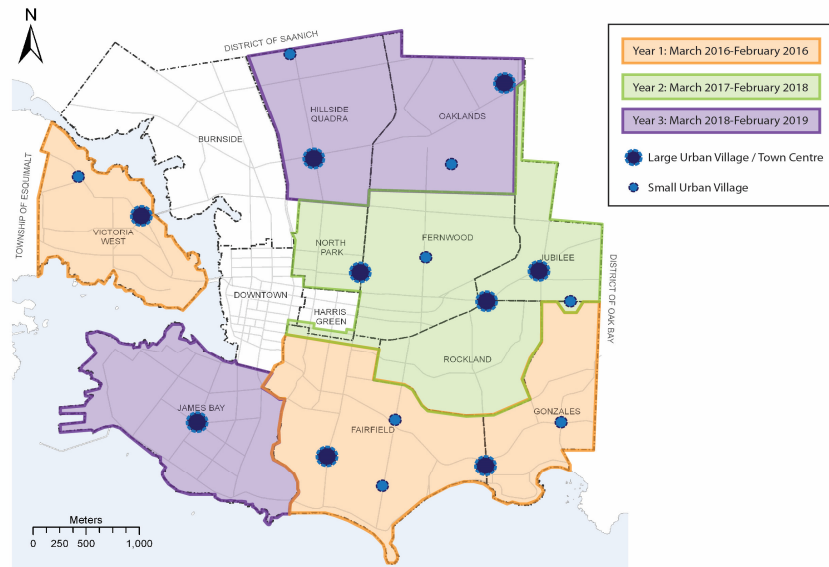 N
DISTRICT OF SAANICH
Year 1: March 2016-February 2016
Year 2: March 2017-February 2018
Year 3: March 2018-February 2019
Large Urban Village / Town Centre
Small Urban Village
HILLSIDE
QUADRA
OAKLANDS
BURNSIDE
TOWNSHIP OF ESQUIMALT
VICTORIA
WEST
NORTH
PARK
FERNWOOD
JUBILEE
DISTRICT OF OAK BAY
DOWNTOWN
HARRIS
GREEN
ROCKLAND
JAMES BAY
FAIRFIELD
GONZALES
Meters
0 250 500 1,000